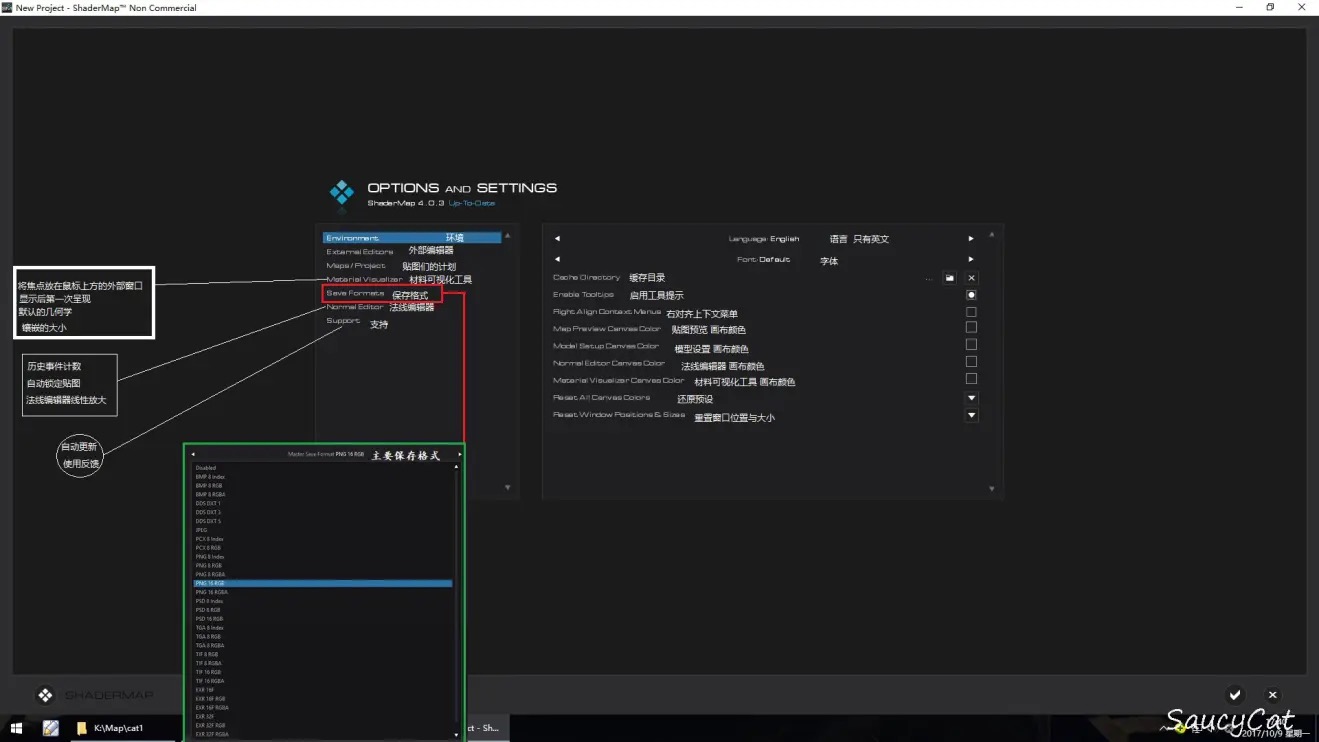 New Project - ShaderMap™ Non Commercial
OPTIONS AND SETTINGS
ShaderMap 4.0.3 Up-To-Date
Environment 环境
External Editors 外部编辑器
Maps/Project 贴图们的计划
Material Visualizer 材料可视化工具
Save Formats 保存格式
Normal Editor 法线编辑器
Support 支持
Language: English 语言 只有英文
Font: Default 字体
Cache Directory 缓存目录 ...
Enable Tooltips 启用工具提示
Right Align Context Menus 右对齐上下文菜单
Map Preview Canvas Color 贴图预览 画布颜色
Model Setup Canvas Color 模型设置 画布颜色
Normal Editor Canvas Color 法线编辑器 画布颜色
Material Visualizer Canvas Color 材料可视化工具 画布颜色
Reset All Canvas Colors 还原预设
Reset Window Positions & Sizes 重置窗口位置与大小
将焦点放在鼠标上方的外部窗口
显示后第一次呈现
默认的几何学
镶嵌的大小
历史事件计数
自动锁定贴图
法线编辑器线性放大
自动更新
使用反馈
Master Save Format PNG 16 RGB 主要保存格式
Disabled
BMP 8 Index
BMP 8 RGB
BMP 8 RGBA
DDS DXT 1
DDS DXT 3
DDS DXT 5
JPEG
PCX 8 Index
PCX 8 RGB
PNG 8 Index
PNG 8 RGB
PNG 8 RGBA
PNG 16 RGB
PNG 16 RGBA
PSD 8 Index
PSD 8 RGB
PSD 16 RGB
TGA 8 Index
TGA 8 RGB
TGA 8 RGBA
TIF 8 RGB
TIF 8 RGBA
TIF 16 RGB
TIF 16 RGBA
EXR 16F
EXR 16F RGB
EXR 16F RGBA
EXR 32F
EXR 32F RGB
EXR 32F RGBA
SHADERMAP
K:\Map\cat1
ct - Sh...
SaucyCat
2017/10/9 星期一